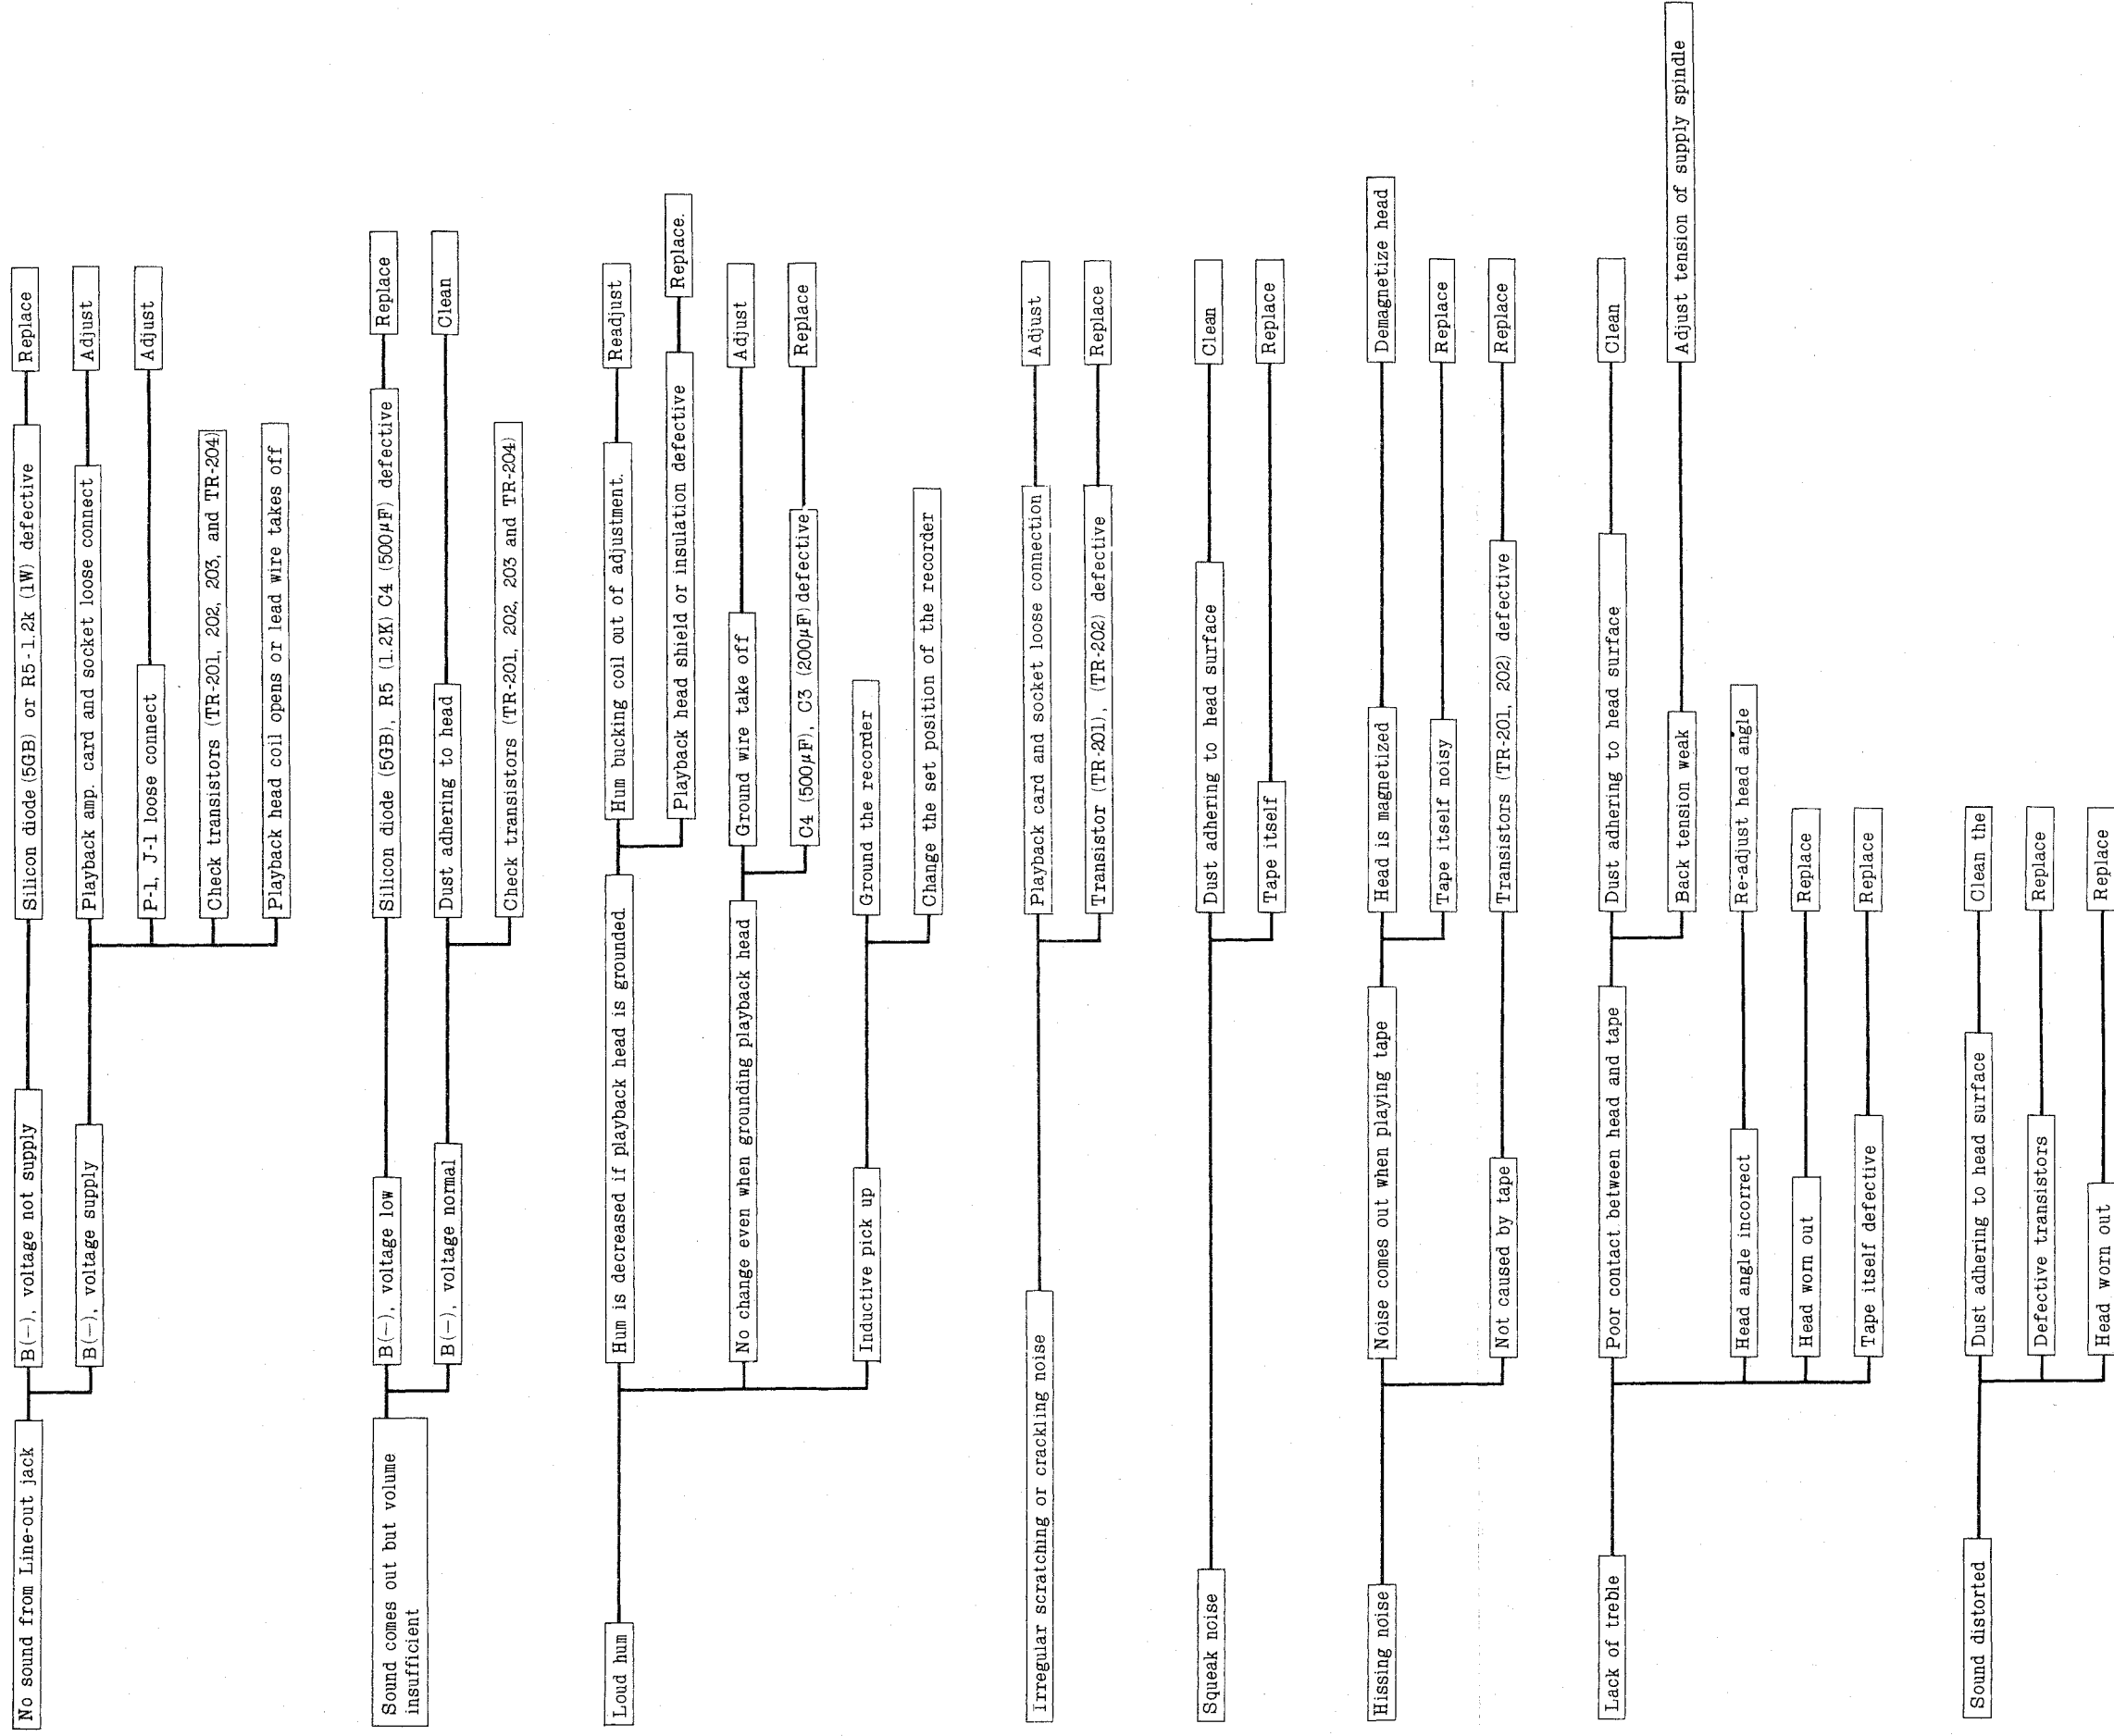 No sound from Line-out jack
B(−), voltage not supply
Silicon diode (5GB) or R5-1.2k (1W) defective
Replace
B(−), voltage supply
Playback amp. card and socket loose connect
Adjust
P-1, J-1 loose connect
Adjust
Check transistors (TR-201, 202, 203, and TR-204)
Playback head coil opens or lead wire takes off
Sound comes out but volume
insufficient
B(−), voltage low
Silicon diode (5GB), R5 (1.2K) C4 (500μF) defective
Replace
B(−), voltage normal
Dust adhering to head
Clean
Check transistors (TR-201, 202, 203 and TR-204)
Loud hum
Hum is decreased if playback head is grounded.
Hum bucking coil out of adjustment.
Readjust
Playback head shield or insulation defective
Replace.
No change even when grounding playback head
Ground wire take off
Adjust
C4 (500μF), C3 (200μF) defective
Replace
Inductive pick up
Ground the recorder
Change the set position of the recorder
Irregular scratching or crackling noise
Playback card and socket loose connection
Adjust
Transistor (TR-201), (TR-202) defective
Replace
Squeak noise
Dust adhering to head surface
Clean
Tape itself
Replace
Hissing noise
Noise comes out when playing tape
Head is magnetized
Demagnetize head
Tape itself noisy
Replace
Not caused by tape
Transistors (TR-201, 202) defective
Replace
Lack of treble
Poor contact between head and tape
Dust adhering to head surface
Clean
Back tension weak
Adjust tension of supply spindle
Head angle incorrect
Re-adjust head angle
Head worn out
Replace
Tape itself defective
Replace
Sound distorted
Dust adhering to head surface
Clean the
Defective transistors
Replace
Head worn out
Replace